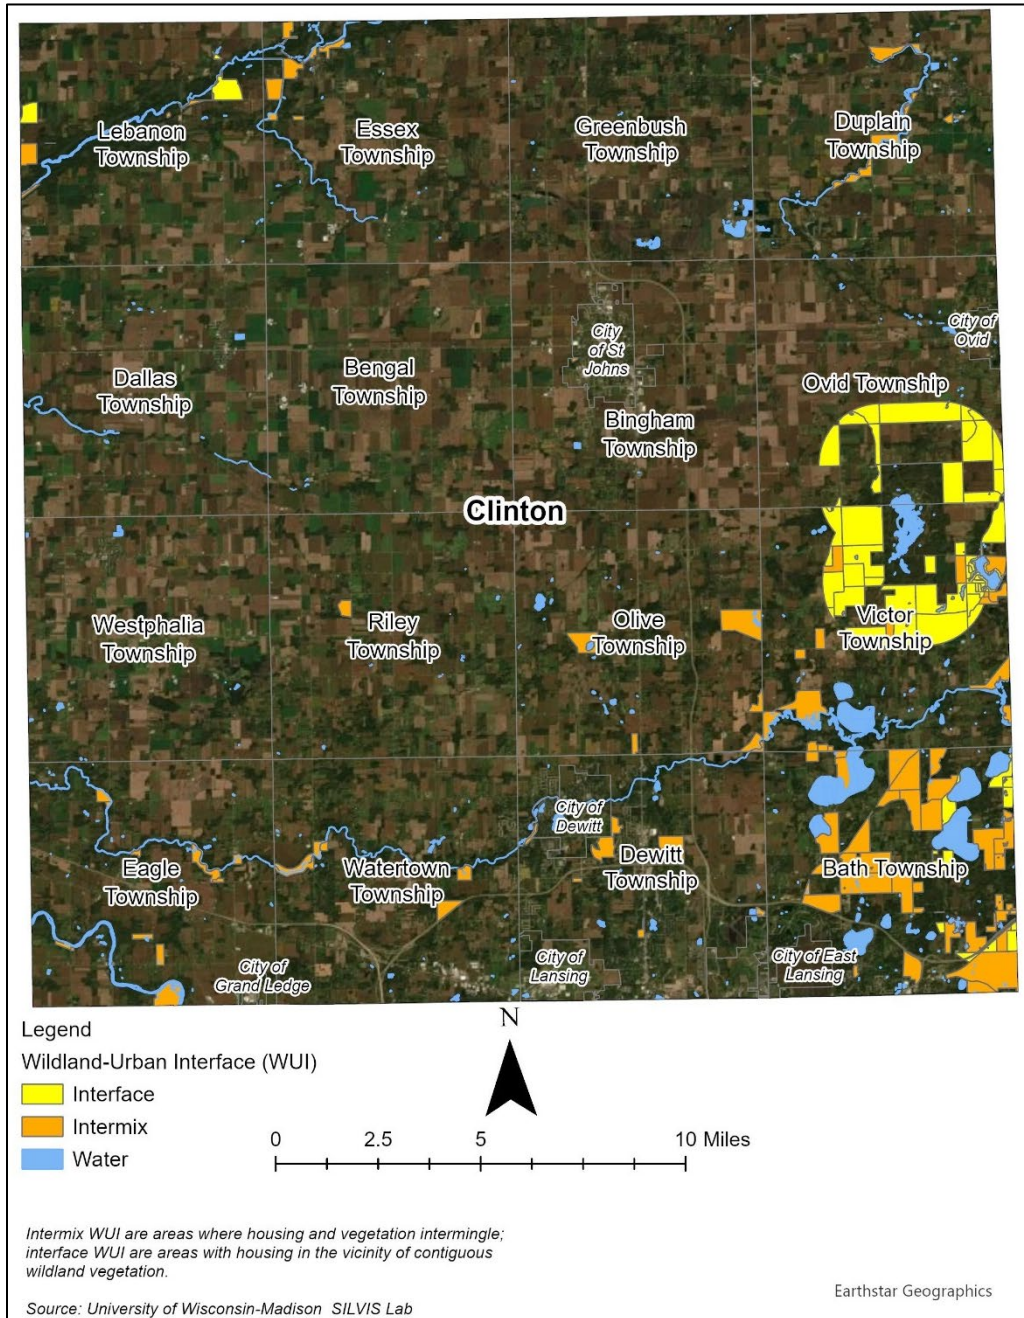 Lebanon
Township
Essex
Township
Greenbush
Township
Duplain
Township
City of
Ovid
City
of St
Johns
Dallas
Township
Bengal
Township
Ovid Township
Bingham
Township
Clinton
Westphalia
Township
Riley
Township
Olive
Township
Victor
Township
City of
Dewitt
Eagle
Township
Watertown
Township
Dewitt
Township
Bath Township
City of
Grand Ledge
City of
Lansing
City of East
Lansing
Legend
Wildland-Urban Interface (WUI)
Interface
Intermix
Water
N
0 2.5 5 10 Miles
Intermix WUI are areas where housing and vegetation intermingle;
interface WUI are areas with housing in the vicinity of contiguous
wildland vegetation.
Source: University of Wisconsin-Madison SILVIS Lab
Earthstar Geographics